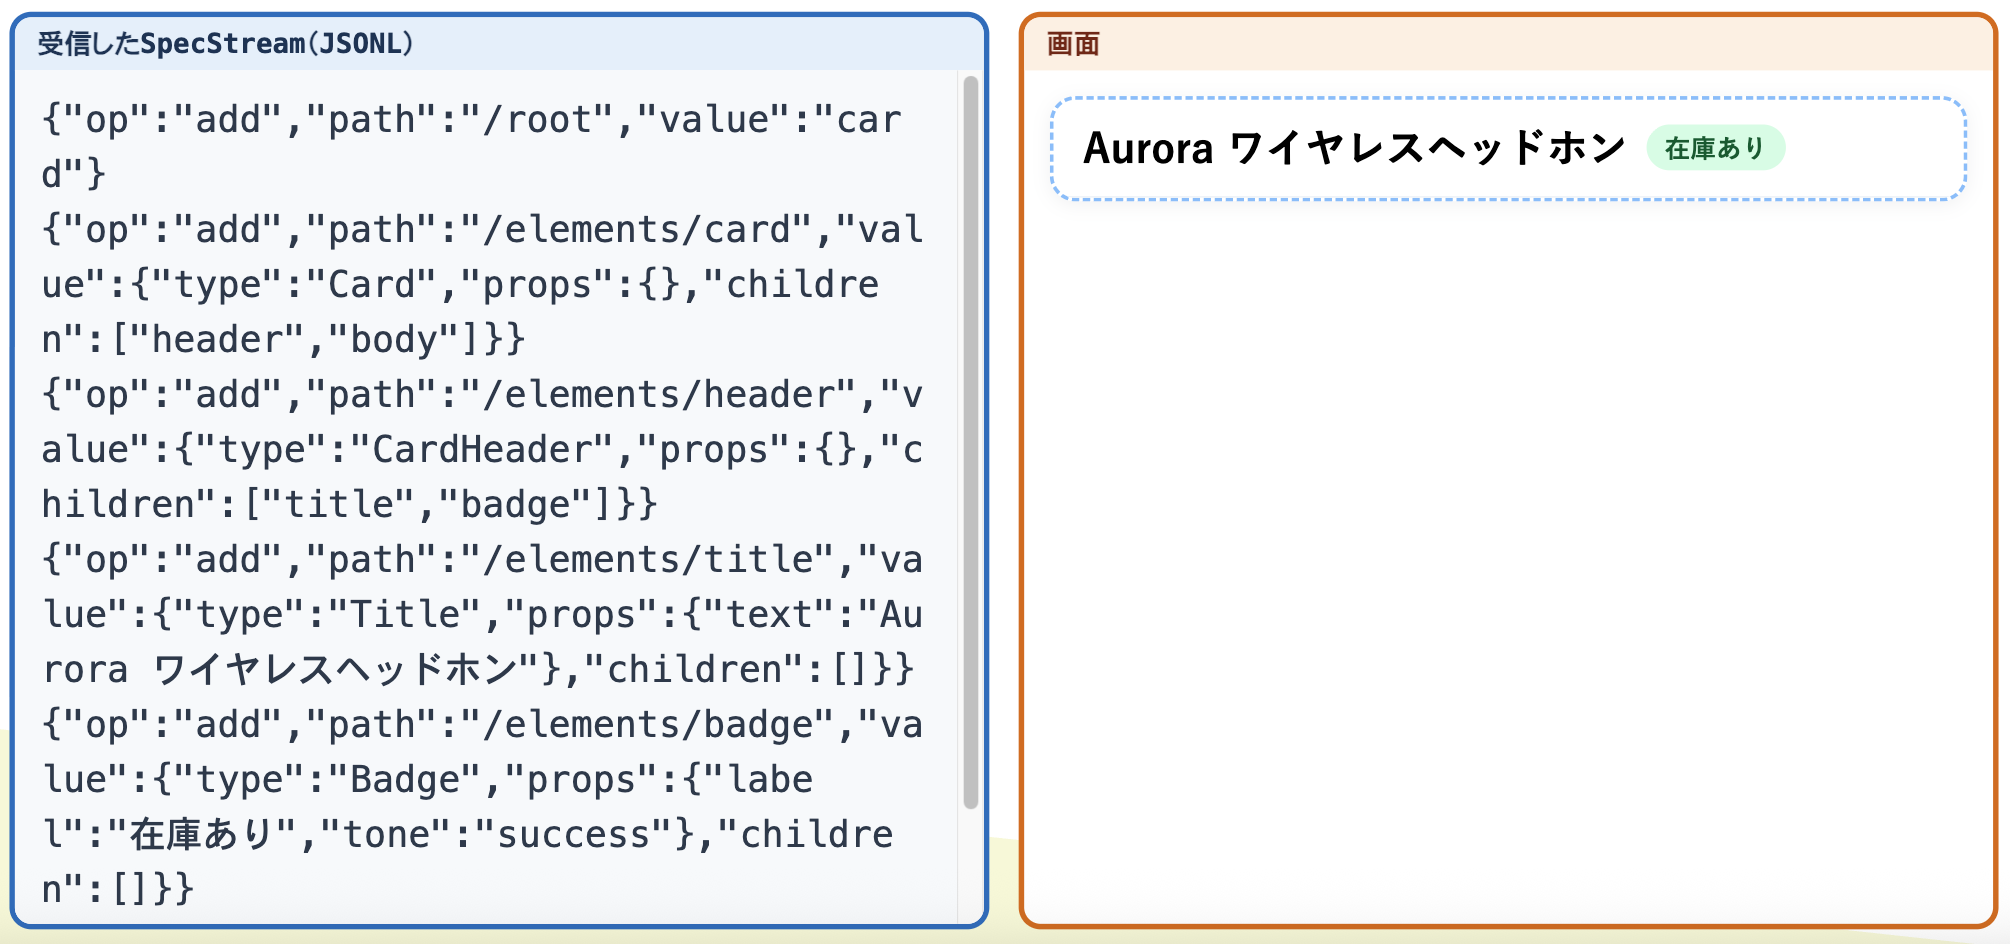 受信したSpecStream(JSONL)
{"op":"add","path":"/root","value":"car
d"}
{"op":"add","path":"/elements/card","val
ue":{"type":"Card","props":{},"childre
n":["header","body"]}}
{"op":"add","path":"/elements/header","v
alue":{"type":"CardHeader","props":{},"c
hildren":["title","badge"]}}
{"op":"add","path":"/elements/title","va
lue":{"type":"Title","props":{"text":"Au
rora ワイヤレスヘッドホン"},"children":[]}}
{"op":"add","path":"/elements/badge","va
lue":{"type":"Badge","props":{"labe
l":"在庫あり","tone":"success"},"childre
n":[]}}
画面
Aurora ワイヤレスヘッドホン 在庫あり